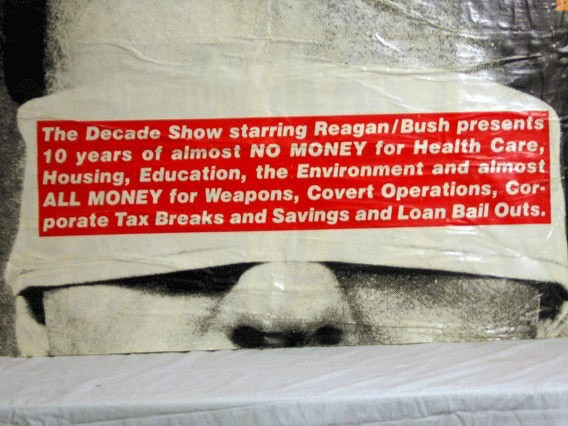 The Decade Show starring Reagan/Bush presents
10 years of almost NO MONEY for Health Care,
Housing, Education, the Environment and almost
ALL MONEY for Weapons, Covert Operations, Cor-
porate Tax Breaks and Savings and Loan Bail Outs.